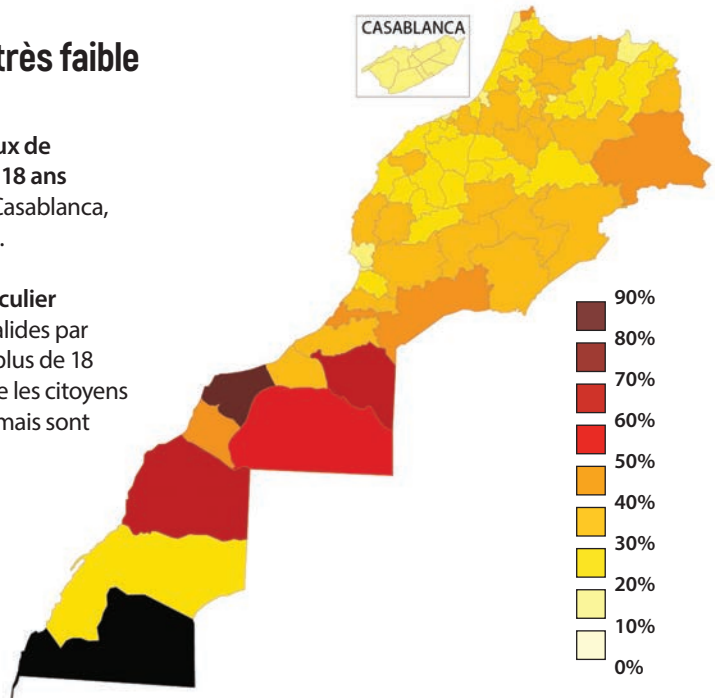 très faible
ux de
18 ans
Casablanca,
.
culier
alides par
plus de 18
e les citoyens
mais sont
CASABLANCA
90%
80%
70%
60%
50%
40%
30%
20%
10%
0%